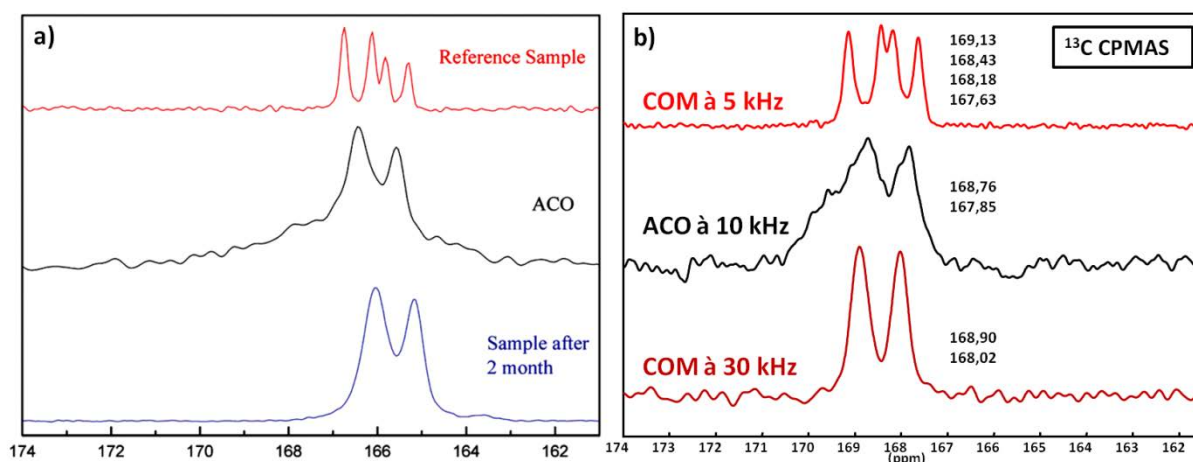 a)
Reference Sample
ACO
Sample after
2 month
174 172 170 168 166 164 162
b)
¹³C CPMAS
169,13
168,43
168,18
167,63
COM à 5 kHz
168,76
167,85
ACO à 10 kHz
168,90
168,02
COM à 30 kHz
174 173 172 171 170 169 168 167 166 165 164 163 162
(ppm)